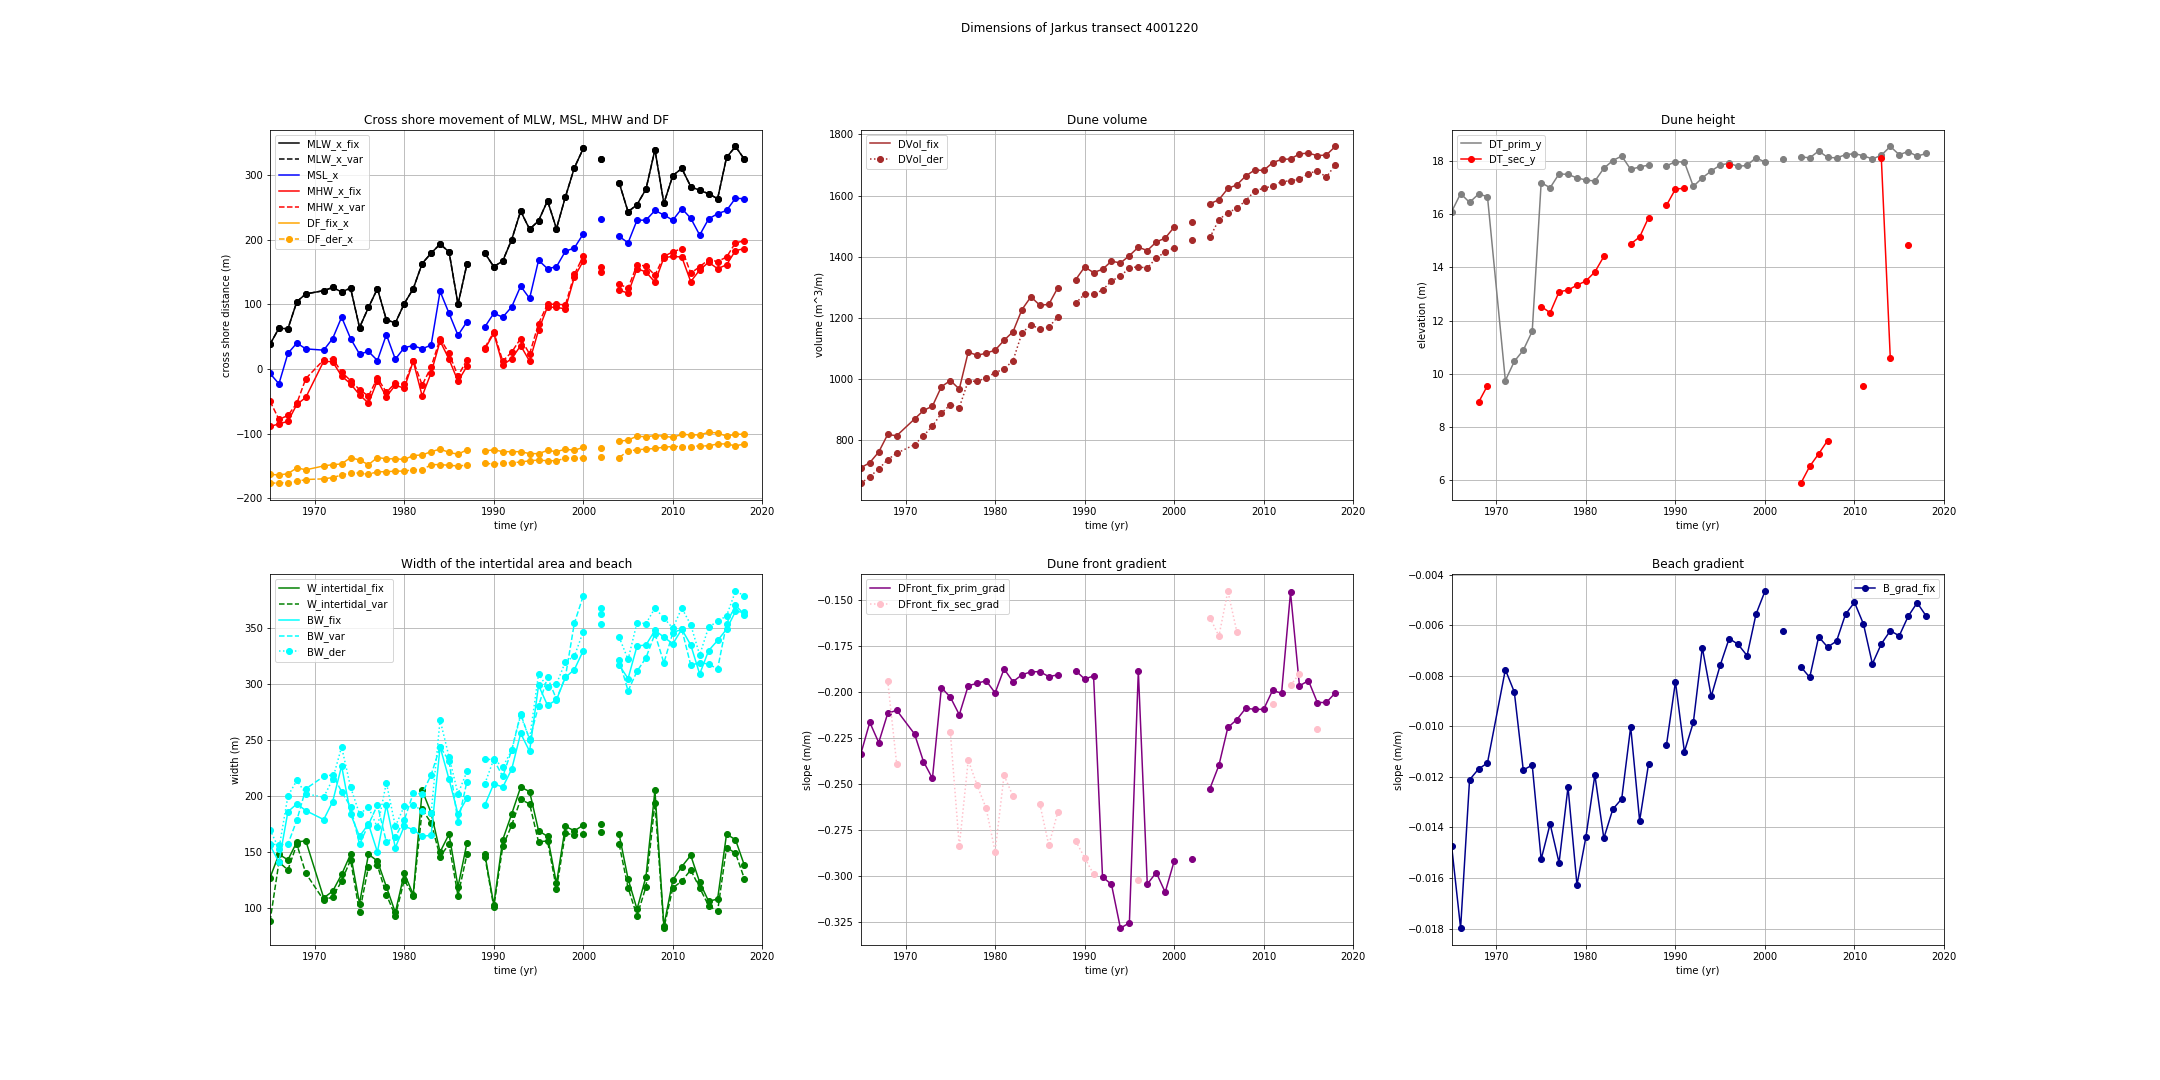 Dimensions of Jarkus transect 4001220
Cross shore movement of MLW, MSL, MHW and DF
cross shore distance (m)
300
200
100
0
−100
−200
MLW_x_fix
MLW_x_var
MSL_x
MHW_x_fix
MHW_x_var
DF_fix_x
DF_der_x
1970 1980 1990 2000 2010 2020
time (yr)
Dune volume
volume (m^3/m)
1800
1600
1400
1200
1000
800
DVol_fix
DVol_der
1970 1980 1990 2000 2010 2020
time (yr)
Dune height
elevation (m)
18
16
14
12
10
8
6
DT_prim_y
DT_sec_y
1970 1980 1990 2000 2010 2020
time (yr)
Width of the intertidal area and beach
width (m)
350
300
250
200
150
100
W_intertidal_fix
W_intertidal_var
BW_fix
BW_var
BW_der
1970 1980 1990 2000 2010 2020
time (yr)
Dune front gradient
slope (m/m)
−0.150
−0.175
−0.200
−0.225
−0.250
−0.275
−0.300
−0.325
DFront_fix_prim_grad
DFront_fix_sec_grad
1970 1980 1990 2000 2010 2020
time (yr)
Beach gradient
slope (m/m)
−0.004
−0.006
−0.008
−0.010
−0.012
−0.014
−0.016
−0.018
B_grad_fix
1970 1980 1990 2000 2010 2020
time (yr)